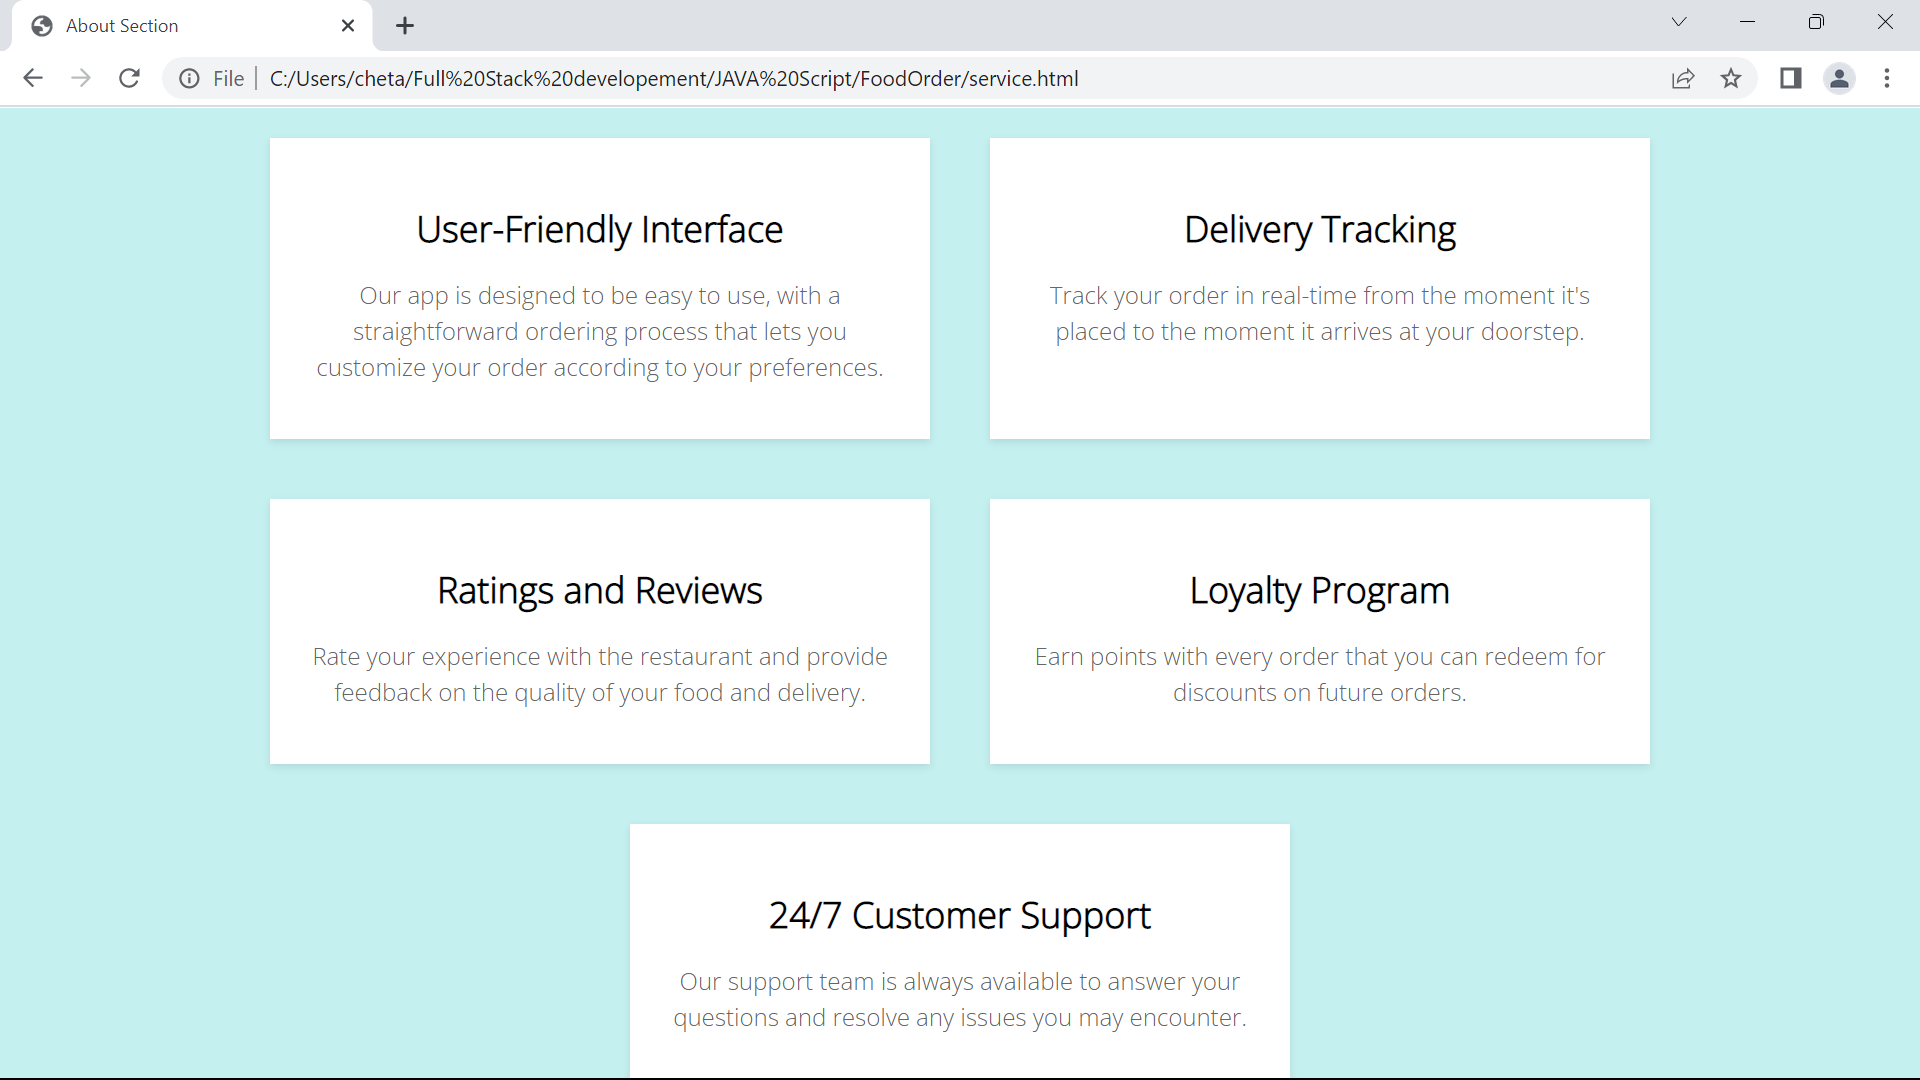 About Section
File
C:/Users/cheta/Full%20Stack%20developement/JAVA%20Script/FoodOrder/service.html
User-Friendly Interface
Our app is designed to be easy to use, with a
straightforward ordering process that lets you
customize your order according to your preferences.
Delivery Tracking
Track your order in real-time from the moment it's
placed to the moment it arrives at your doorstep.
Ratings and Reviews
Rate your experience with the restaurant and provide
feedback on the quality of your food and delivery.
Loyalty Program
Earn points with every order that you can redeem for
discounts on future orders.
24/7 Customer Support
Our support team is always available to answer your
questions and resolve any issues you may encounter.